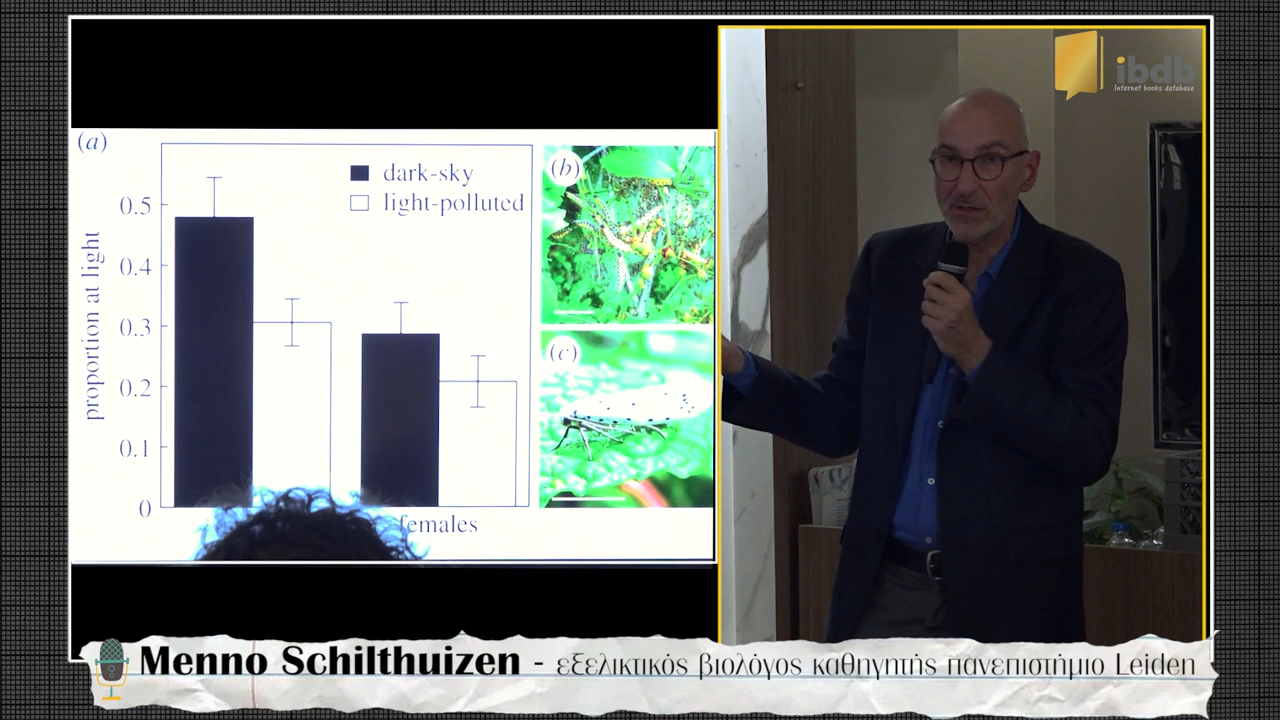 (a)
dark-sky
light-polluted
proportion at light
0.5
0.4
0.3
0.2
0.1
0
females
(b)
(c)
ibdb
Internet books database
Menno Schilthuizen - εξελικτικός βιολόγος καθηγητής πανεπιστήμιο Leiden